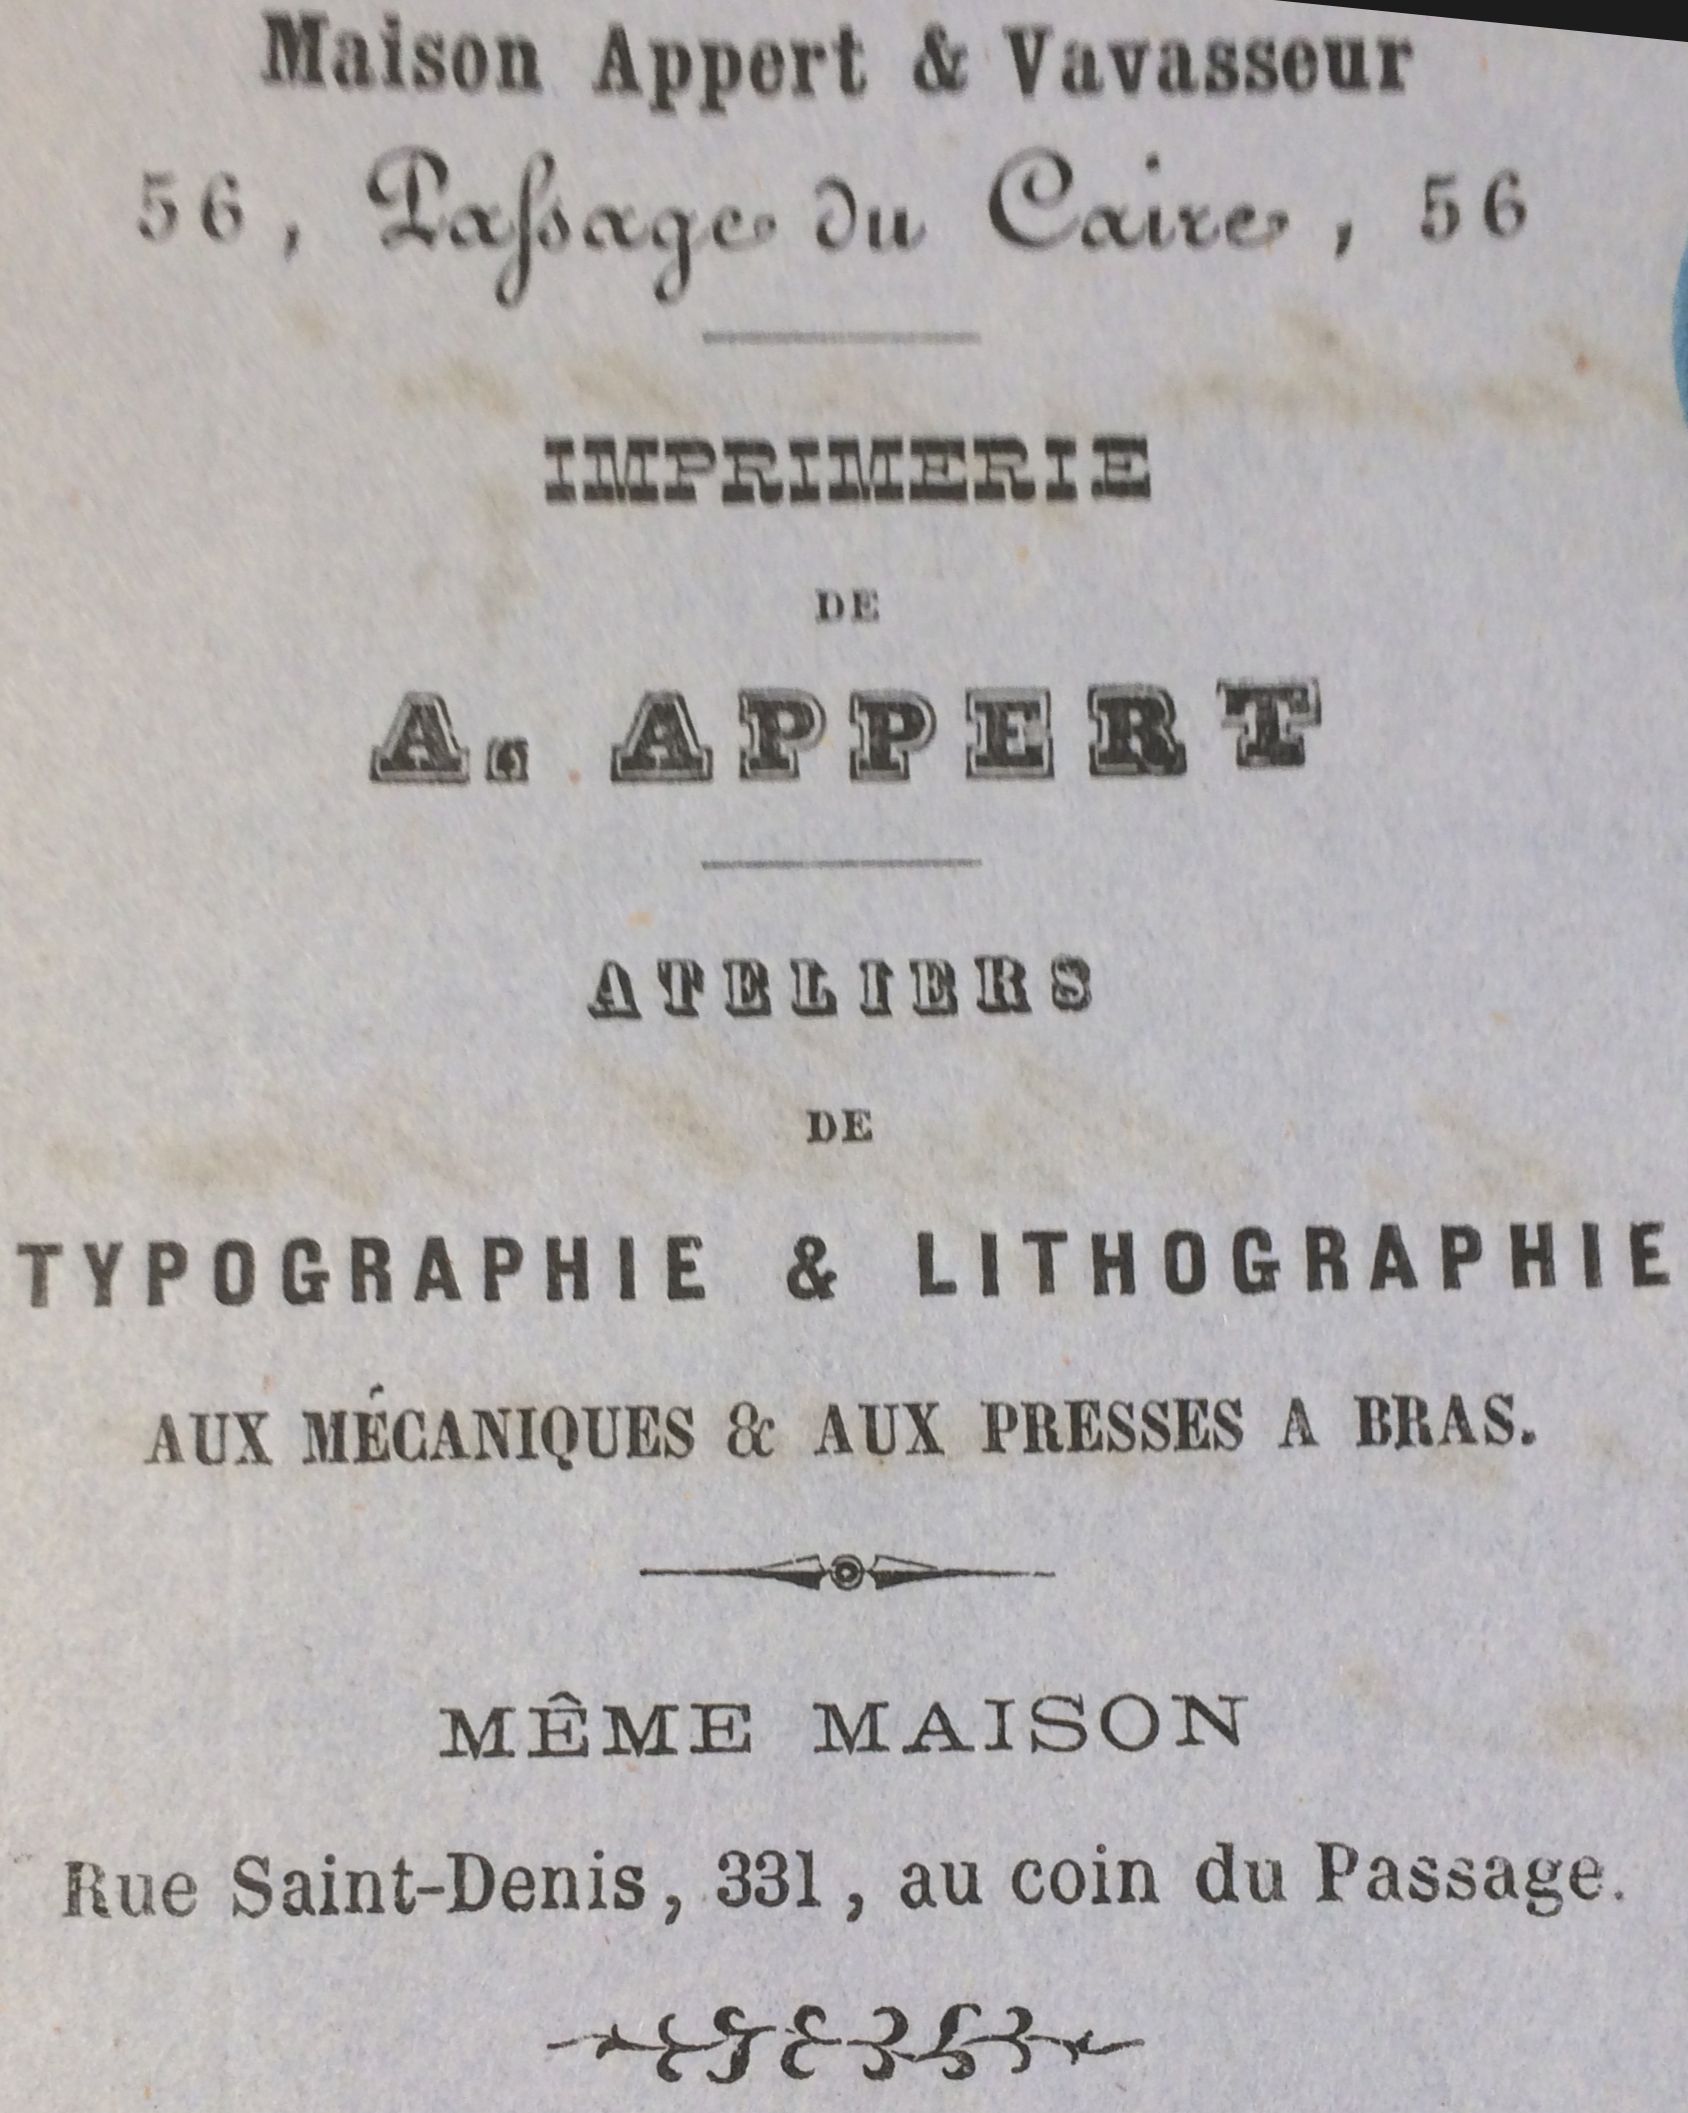 Maison Appert & Vavasseur
56, Passage du Caire, 56
IMPRIMERIE
DE
A. APPERT
ATELIERS
DE
TYPOGRAPHIE & LITHOGRAPHIE
AUX MÉCANIQUES & AUX PRESSES A BRAS.
MÊME MAISON
Rue Saint-Denis, 331, au coin du Passage.